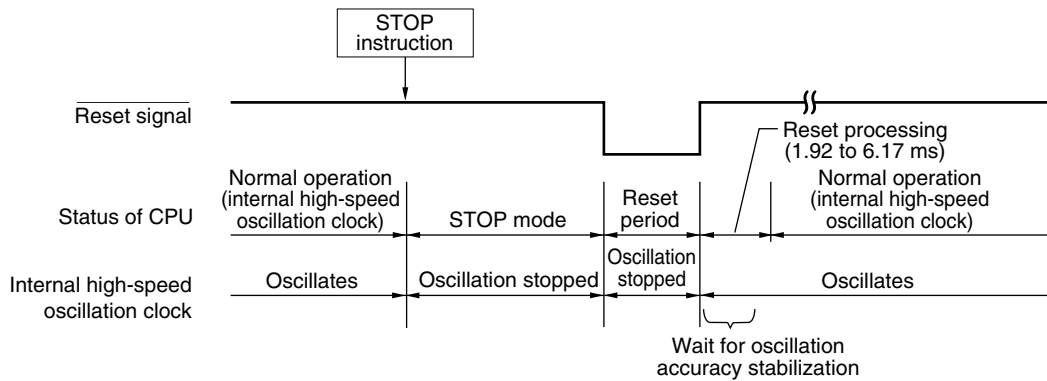 STOP
instruction
Reset signal
Reset processing
(1.92 to 6.17 ms)
Status of CPU
Normal operation
(internal high-speed
oscillation clock)
STOP mode
Reset
period
Normal operation
(internal high-speed
oscillation clock)
Internal high-speed
oscillation clock
Oscillates
Oscillation stopped
Oscillation
stopped
Oscillates
Wait for oscillation
accuracy stabilization